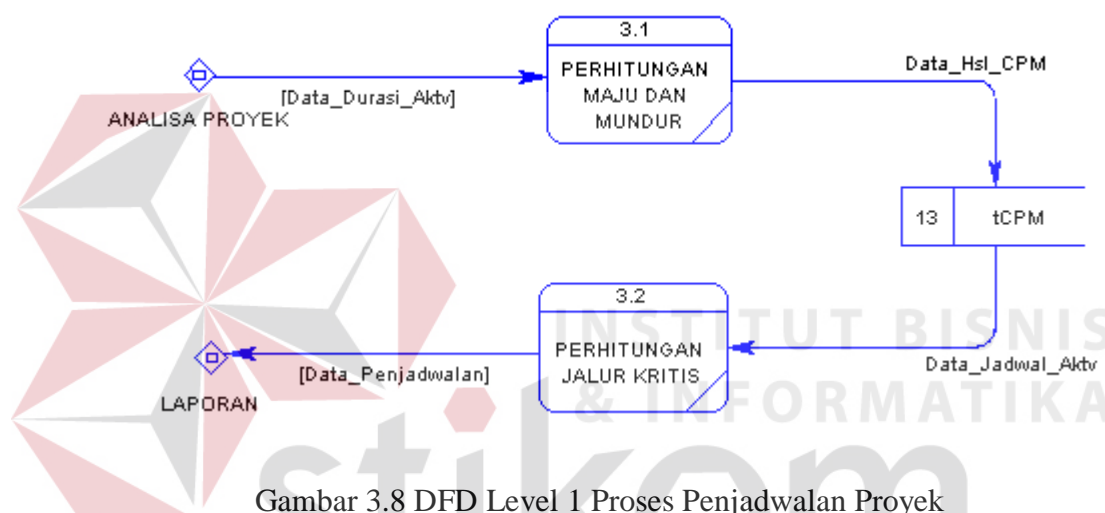 3.1
PERHITUNGAN
MAJU DAN
MUNDUR
Data_Hsl_CPM
[Data_Durasi_Aktv]
ANALISA PROYEK
13
tCPM
3.2
PERHITUNGAN
JALUR KRITIS
Data_Jadwal_Aktv
[Data_Penjadwalan]
LAPORAN
INSTITUT BISNIS
& INFORMATIKA
stikom
Gambar 3.8 DFD Level 1 Proses Penjadwalan Proyek